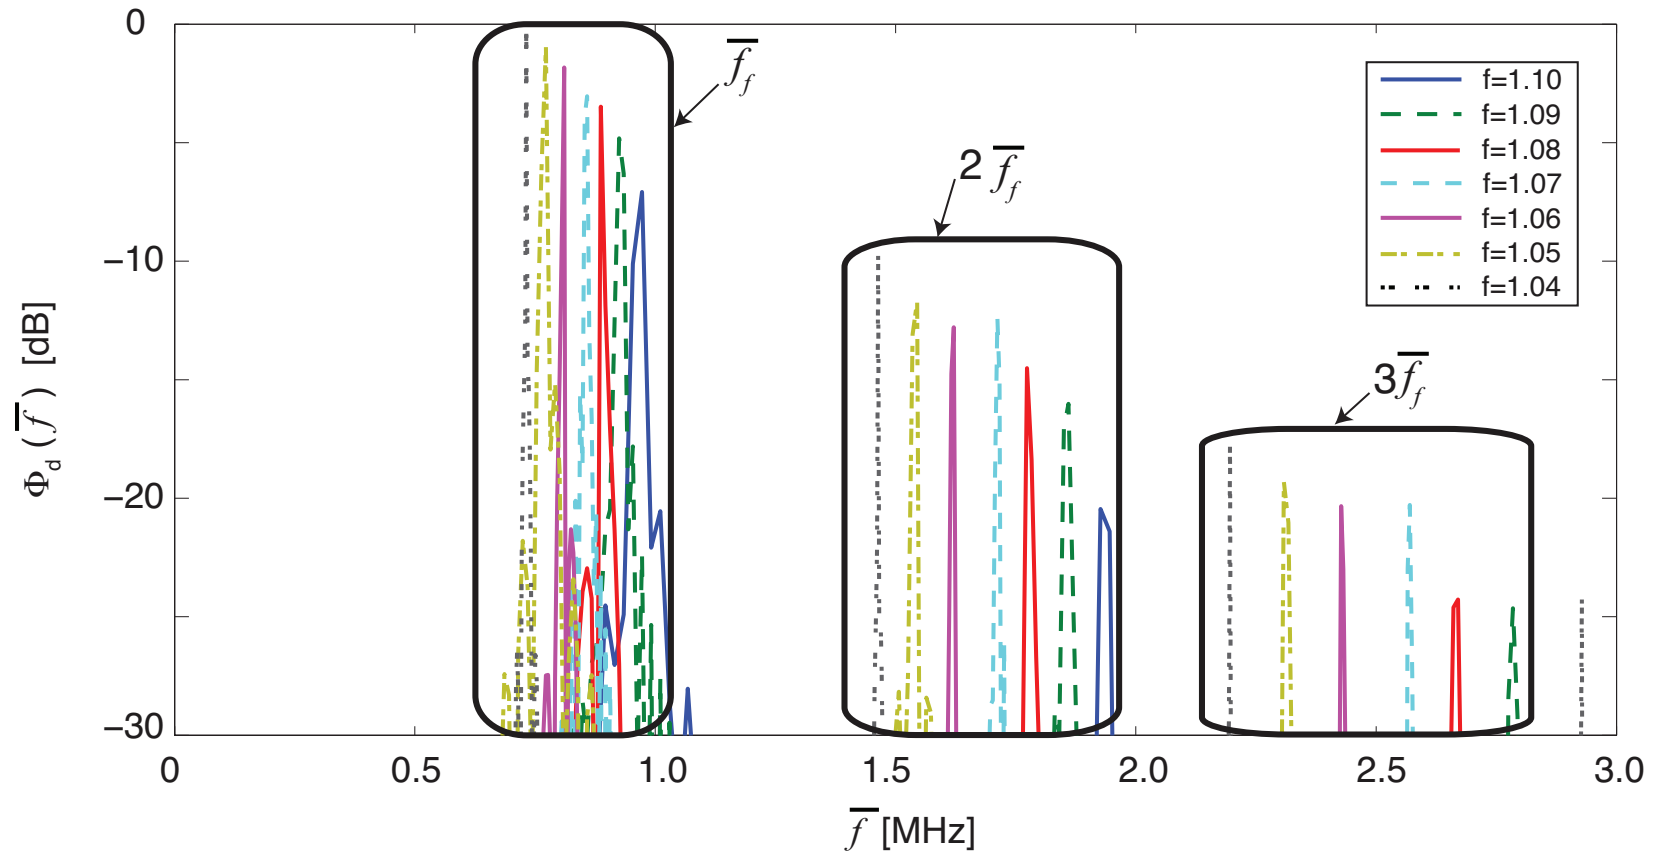 0
−10
−20
−30
Φd (f̅) [dB]
0
0.5
1.0
1.5
2.0
2.5
3.0
f̅ [MHz]
f̅f
2 f̅f
3f̅f
f=1.10
f=1.09
f=1.08
f=1.07
f=1.06
f=1.05
f=1.04